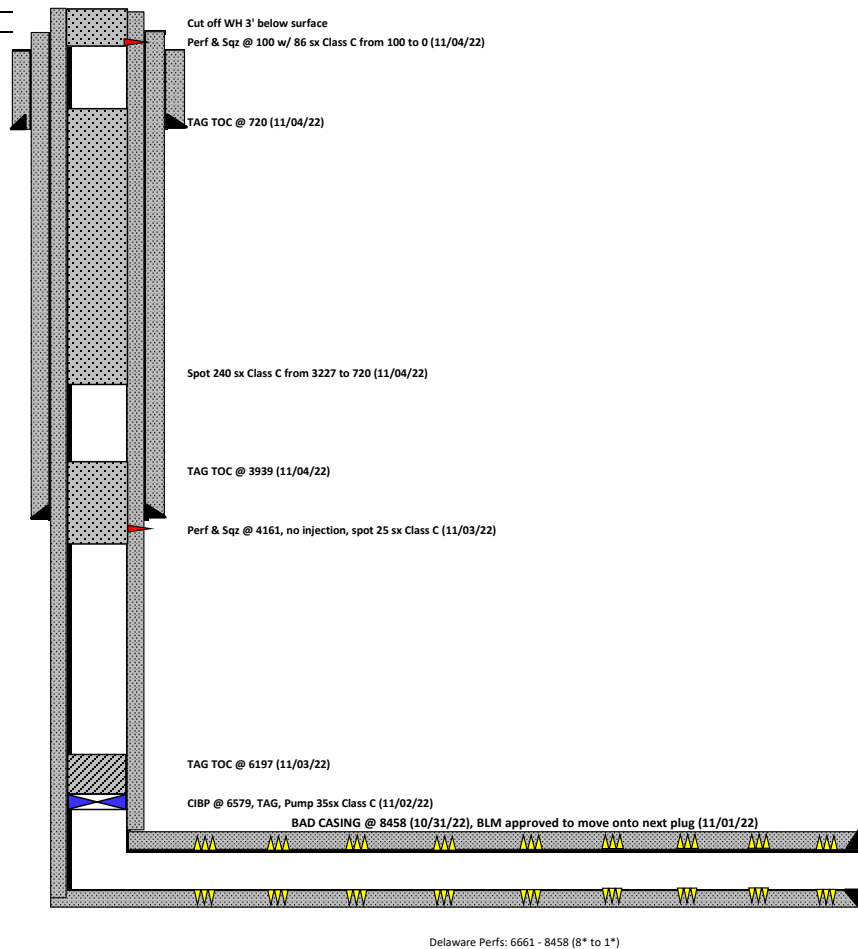 Cut off WH 3' below surface
Perf & Sqz @ 100 w/ 86 sx Class C from 100 to 0 (11/04/22)
TAG TOC @ 720 (11/04/22)
Spot 240 sx Class C from 3227 to 720 (11/04/22)
TAG TOC @ 3939 (11/04/22)
Perf & Sqz @ 4161, no injection, spot 25 sx Class C (11/03/22)
TAG TOC @ 6197 (11/03/22)
CIBP @ 6579, TAG, Pump 35sx Class C (11/02/22)
BAD CASING @ 8458 (10/31/22), BLM approved to move onto next plug (11/01/22)
Delaware Perfs: 6661 - 8458 (8* to 1*)